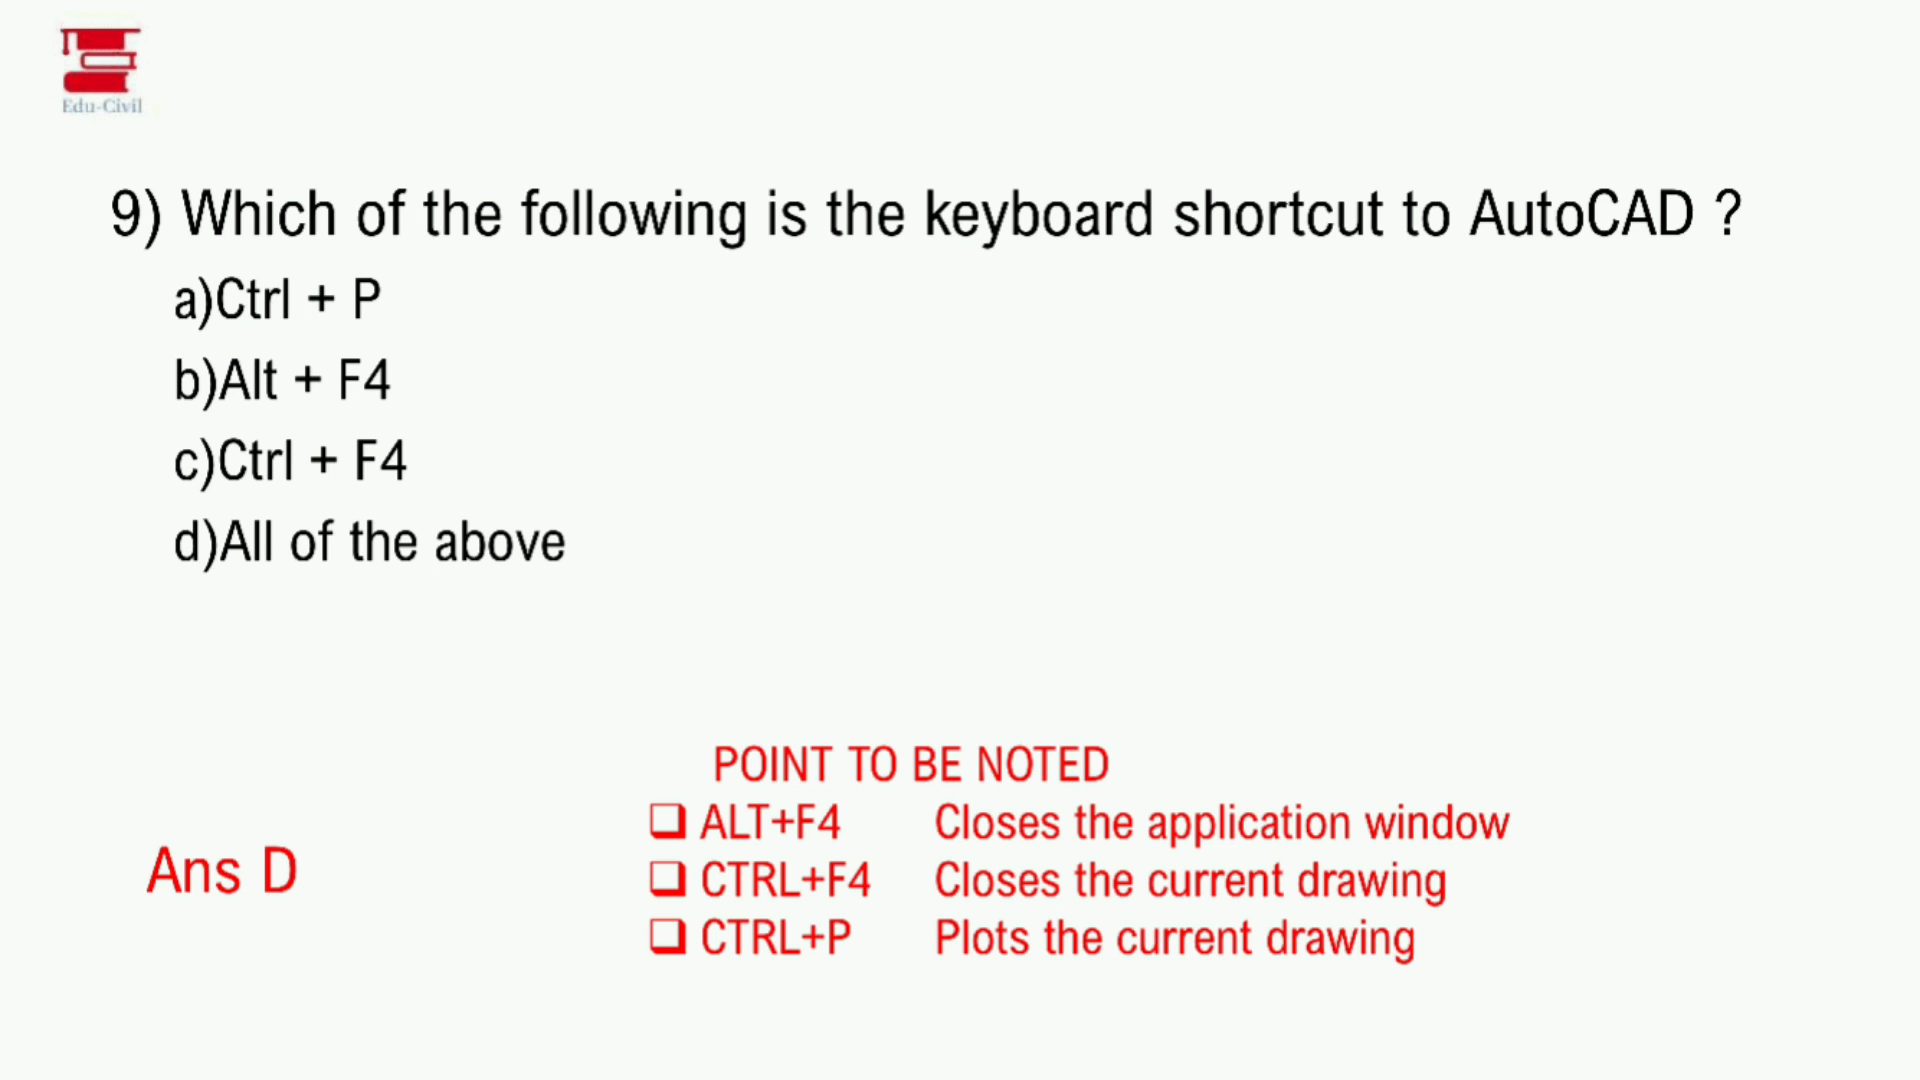 Edu-Civil
9) Which of the following is the keyboard shortcut to AutoCAD ?
a)Ctrl + P
b)Alt + F4
c)Ctrl + F4
d)All of the above
POINT TO BE NOTED
❑ ALT+F4 Closes the application window
❑ CTRL+F4 Closes the current drawing
❑ CTRL+P Plots the current drawing
Ans D